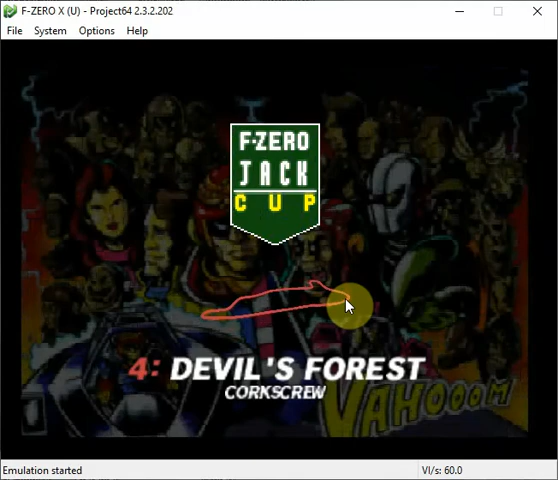 F-ZERO X (U) - Project64 2.3.2.202
File System Options Help
F-ZERO
JACK
CUP
4: DEVIL'S FOREST
CORKSCREW
VAHOOOM
Emulation started VI/s: 60.0